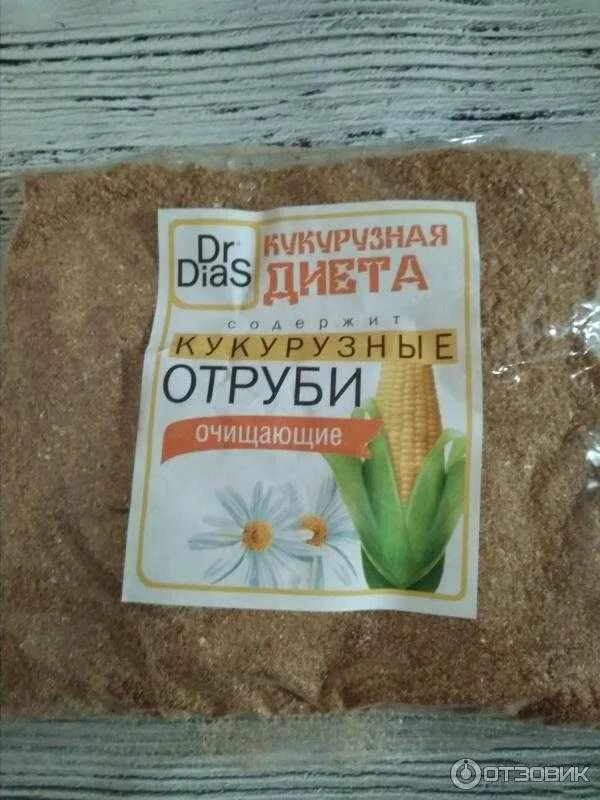 Dr
DiaS
КУКУРУЗНАЯ
ДИЕТА
содержит
КУКУРУЗНЫЕ
ОТРУБИ
очищающие
ОТЗОВИК